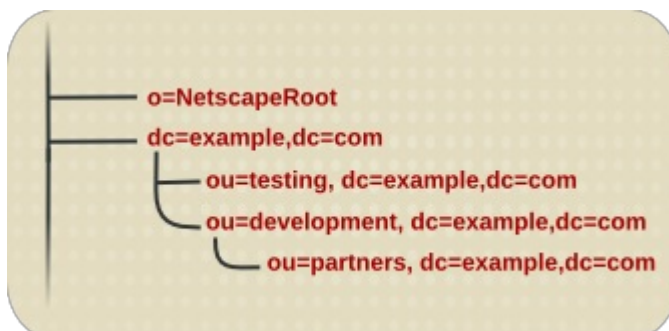 o=NetscapeRoot
dc=example,dc=com
ou=testing, dc=example,dc=com
ou=development, dc=example,dc=com
ou=partners, dc=example,dc=com